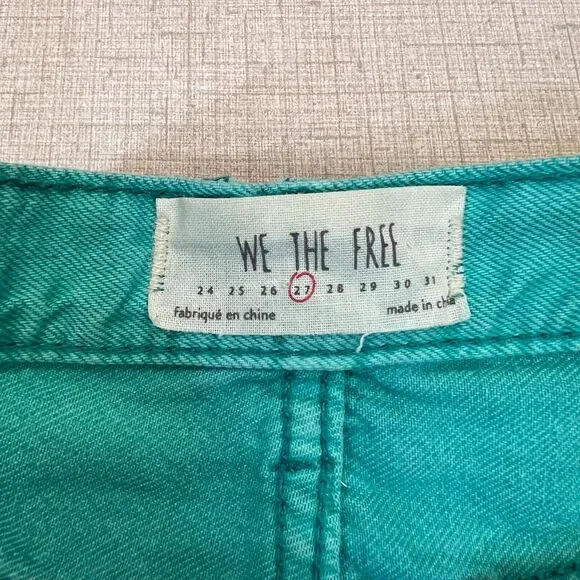 WE THE FREE
24 25 26 27 28 29 30 31
fabriqué en chine made in